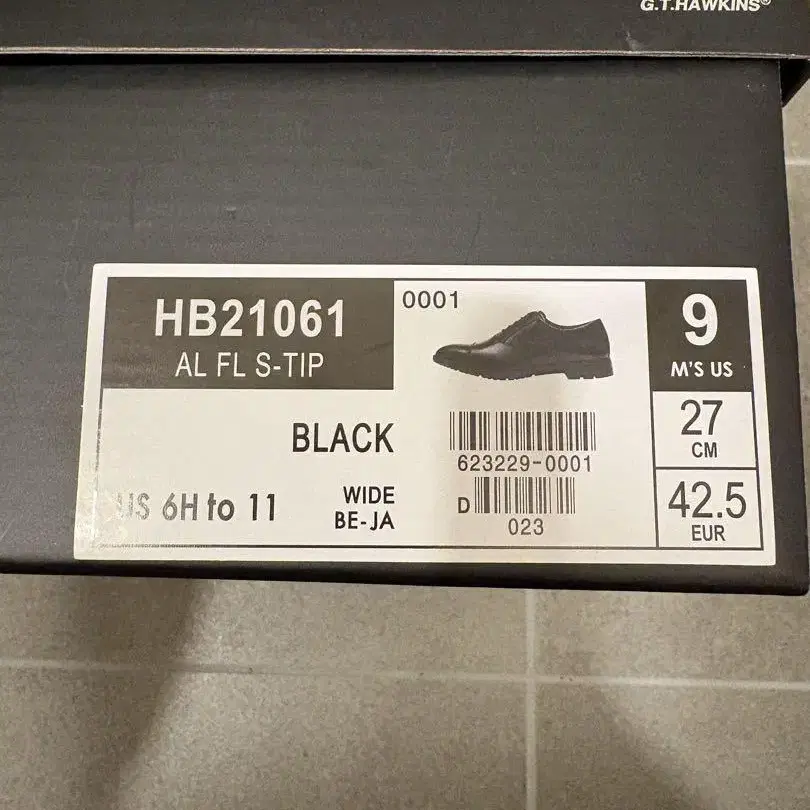 G.T.HAWKINS®
HB21061
AL FL S-TIP
0001
9
M'S US
BLACK
27
CM
623229-0001
US 6H to 11
WIDE
BE-JA
D
023
42.5
EUR